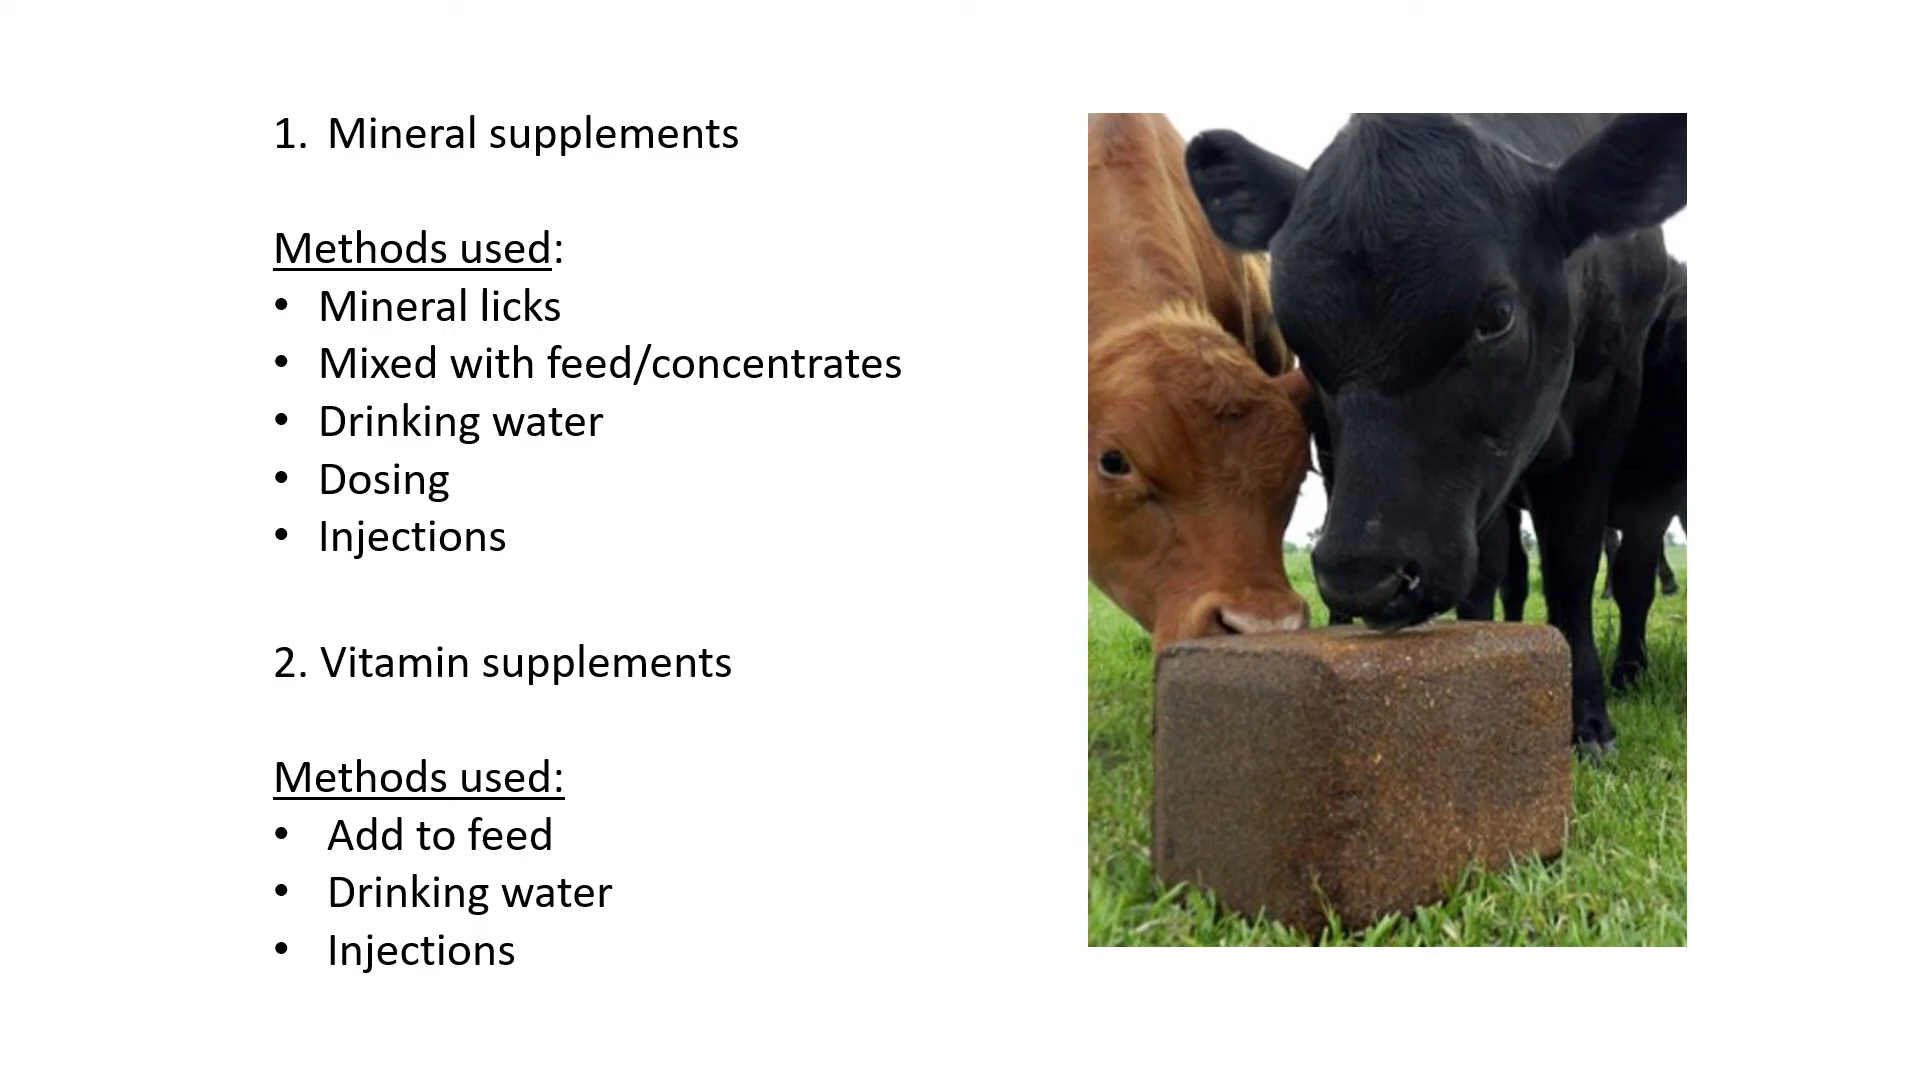 1. Mineral supplements
Methods used:
• Mineral licks
• Mixed with feed/concentrates
• Drinking water
• Dosing
• Injections
2. Vitamin supplements
Methods used:
• Add to feed
• Drinking water
• Injections